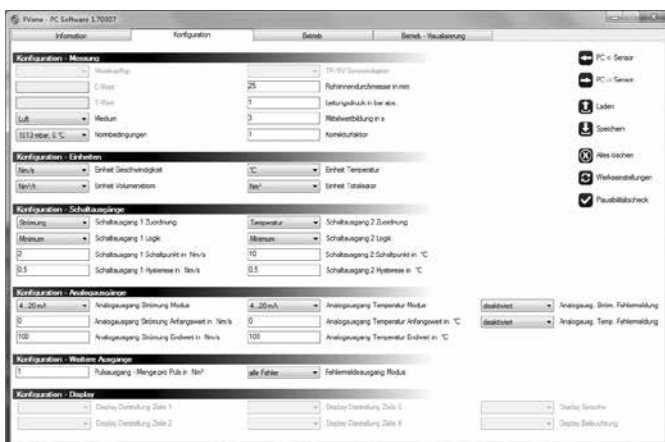 PC Software 1.70307
Information Konfiguration Betrieb Betrieb - Visualisierung
Konfiguration - Messung
Messkopftyp
TP/BV Sensoradapter
C-Wert
25 Rohrinnendurchmesser in mm
T-Wert
1 Leitungsdruck in bar abs.
Luft Medium
3 Mittelwertbildung in s
1013 mbar, 0 °C Normbedingungen
1 Korrekturfaktor
Konfiguration - Einheiten
Nm/s Einheit Geschwindigkeit
°C Einheit Temperatur
Nm³/h Einheit Volumenstrom
Nm³ Einheit Totalisator
Konfiguration - Schaltausgänge
Strömung Schaltausgang 1 Zuordnung
Temperatur Schaltausgang 2 Zuordnung
Minimum Schaltausgang 1 Logik
Minimum Schaltausgang 2 Logik
2 Schaltausgang 1 Schaltpunkt in Nm/s
10 Schaltausgang 2 Schaltpunkt in °C
0.5 Schaltausgang 1 Hysterese in Nm/s
0.5 Schaltausgang 2 Hysterese in °C
Konfiguration - Analogausgänge
4..20 mA Analogausgang Strömung Modus
4..20 mA Analogausgang Temperatur Modus
deaktiviert Analogausg. Ström. Fehlermeldung
0 Analogausgang Strömung Anfangswert in Nm/s
0 Analogausgang Temperatur Anfangswert in °C
deaktiviert Analogausg. Temp. Fehlermeldung
100 Analogausgang Strömung Endwert in Nm/s
100 Analogausgang Temperatur Endwert in °C
Konfiguration - Weitere Ausgänge
1 Pulsausgang - Menge pro Puls in Nm³
alle Fehler Fehlermeldeausgang Modus
Konfiguration - Display
Display Darstellung Zeile 1
Display Darstellung Zeile 3
Display Sprache
Display Darstellung Zeile 2
Display Darstellung Zeile 4
Display Beleuchtung
PC Sensor
PC Sensor
Laden
Speichern
Alles löschen
Werkseinstellungen
Plausibilitätscheck